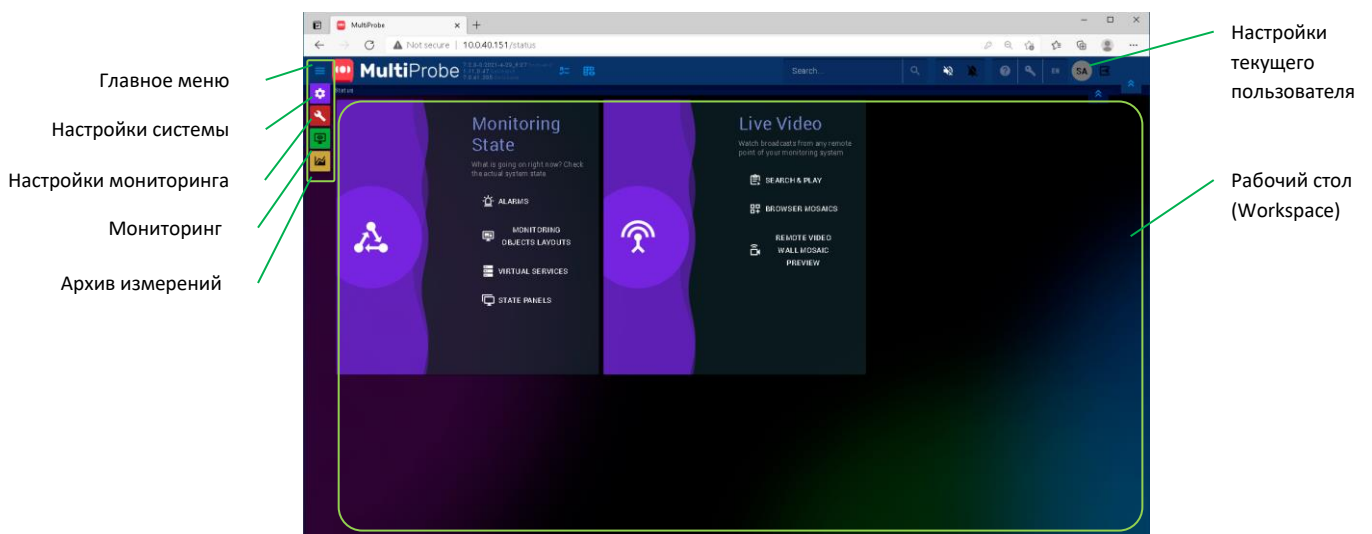 MultiProbe
Not secure | 10.0.40.151/status
Настройки
текущего
пользователя
Главное меню
MultiProbe
Search...
EN
SA
Status
Настройки системы
Настройки мониторинга
Мониторинг
Архив измерений
Monitoring
State
What is going on right now? Check
the actual system state
ALARMS
MONITORING
OBJECTS LAYOUTS
VIRTUAL SERVICES
STATE PANELS
Live Video
Watch broadcasts from any remote
point of your monitoring system
SEARCH & PLAY
BROWSER MOSAICS
REMOTE VIDEO
WALL MOSAIC
PREVIEW
Рабочий стол
(Workspace)